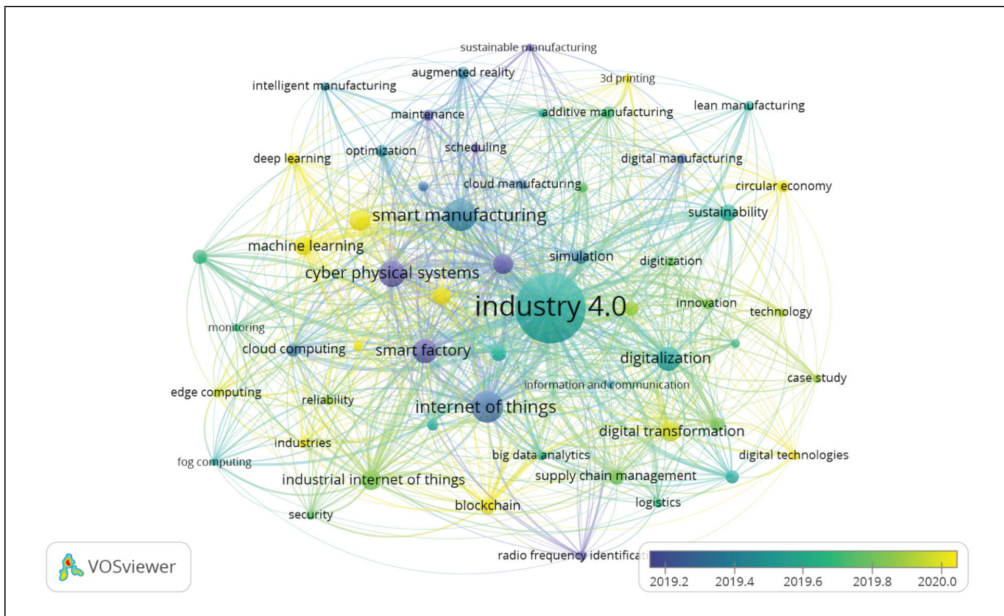 sustainable manufacturing
augmented reality
3d printing
intelligent manufacturing
lean manufacturing
maintenance
additive manufacturing
scheduling
optimization
deep learning
digital manufacturing
cloud manufacturing
circular economy
smart manufacturing
sustainability
machine learning
simulation
digitization
cyber physical systems
industry 4.0
innovation
technology
monitoring
cloud computing
smart factory
digitalization
case study
information and communication
edge computing
reliability
internet of things
digital transformation
industries
big data analytics
digital technologies
fog computing
industrial internet of things
supply chain management
blockchain
logistics
security
radio frequency identificat
VOSviewer
2019.2 2019.4 2019.6 2019.8 2020.0